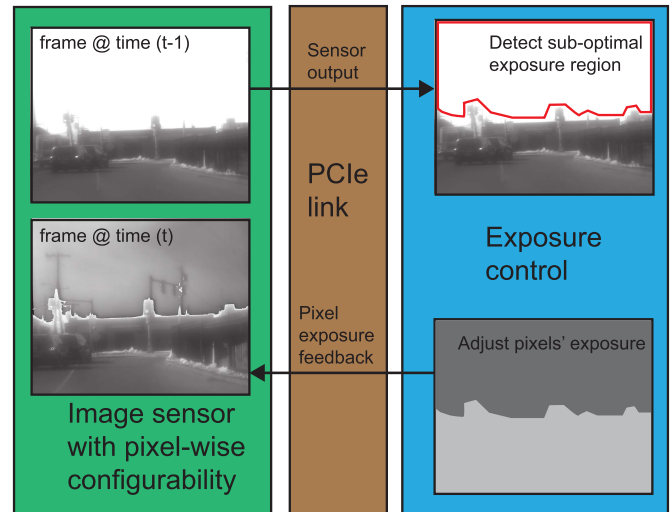 frame @ time (t-1)
Sensor
output
Detect sub-optimal
exposure region
PCIe
link
frame @ time (t)
Exposure
control
Pixel
exposure
feedback
Adjust pixels' exposure
Image sensor
with pixel-wise
configurability